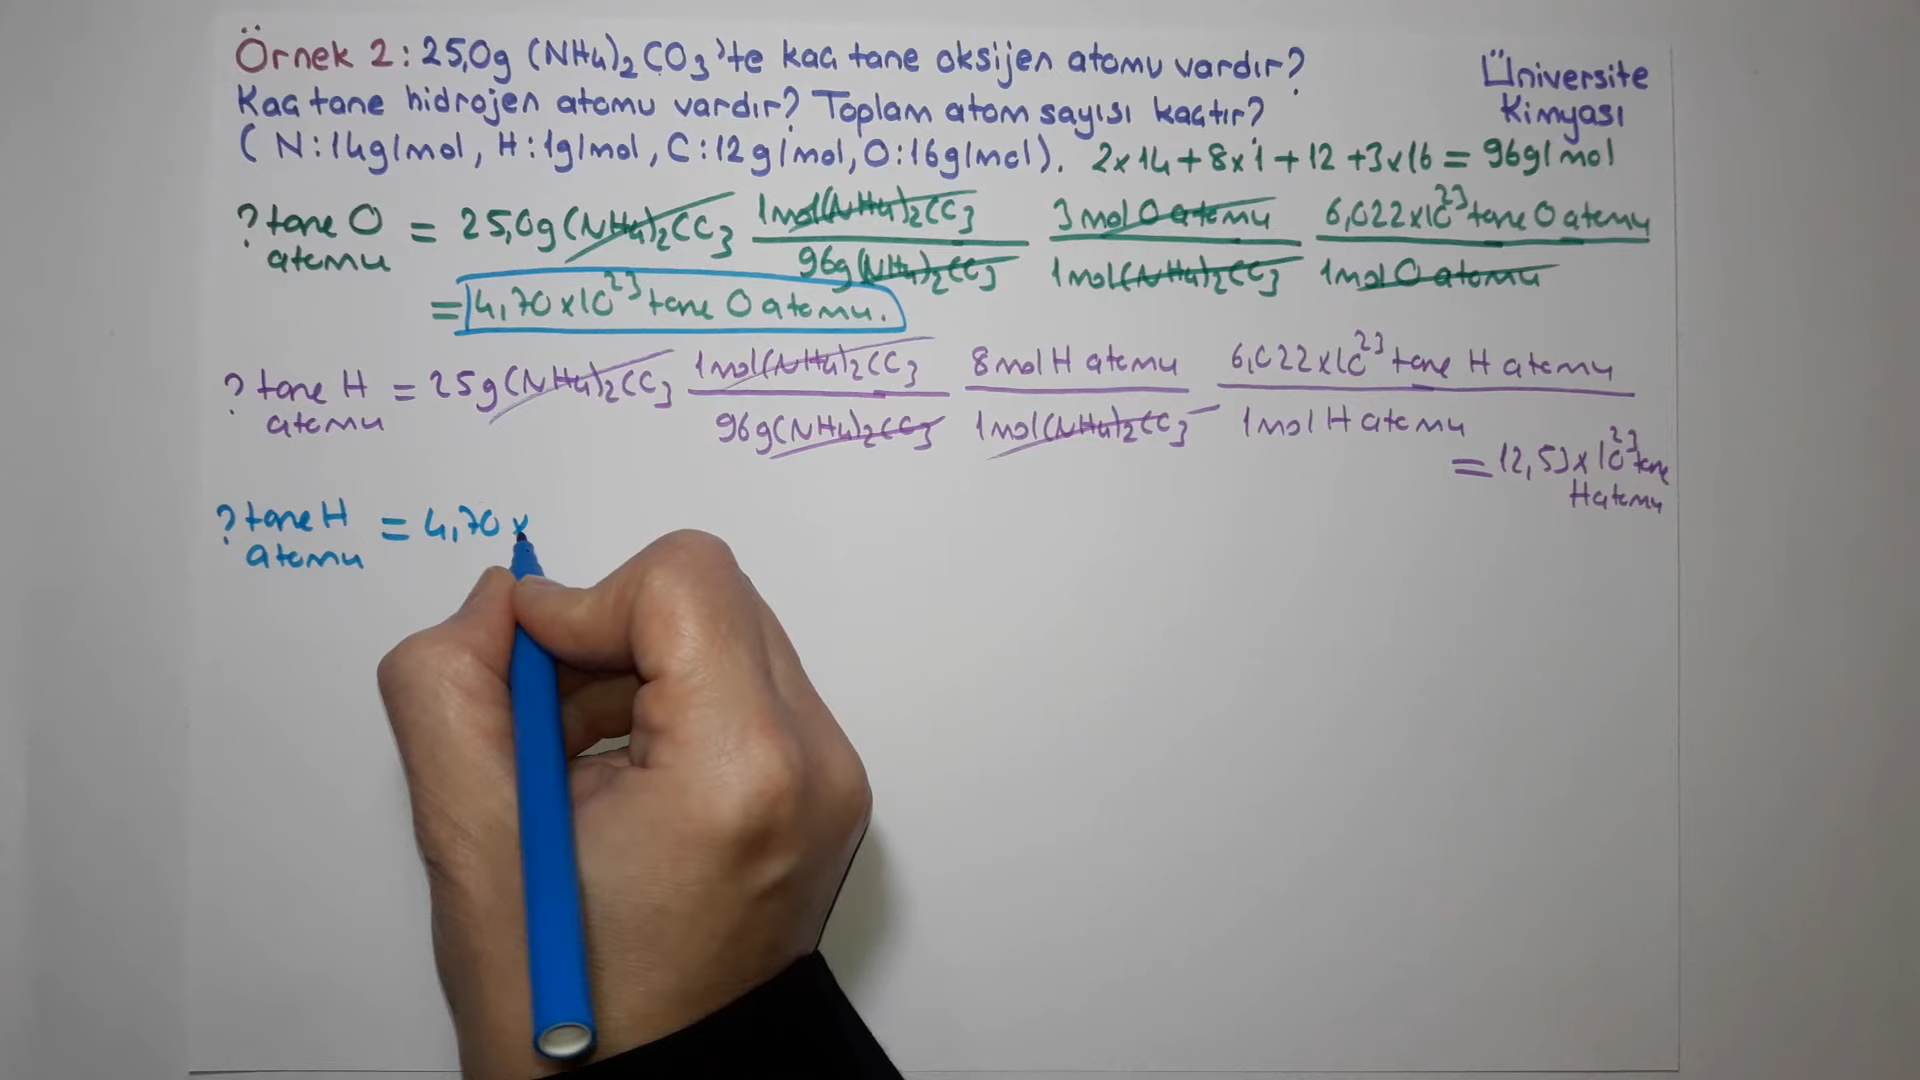 Örnek 2: 25,0g (NH4)2CO3'te kaç tane oksijen atomu vardır?
Kaç tane hidrojen atomu vardır? Toplam atom sayısı kaçtır?
(N:14g/mol, H:1g/mol, C:12g/mol, O:16g/mol). 2x14+8x1+12+3x16=96g/mol
Üniversite
Kimyası
? tane O atomu = 25,0g(NH4)2CO3 1mol(NH4)2CO3 / 96g(NH4)2CO3 3mol O atomu / 1mol(NH4)2CO3 6,022x10^23 tane O atomu / 1mol O atomu
= 4,70x10^23 tane O atomu.
? tane H atomu = 25g(NH4)2CO3 1mol(NH4)2CO3 / 96g(NH4)2CO3 8mol H atomu / 1mol(NH4)2CO3 6,022x10^23 tane H atomu / 1mol H atomu
= 12,53x10^23 tane
H atomu
? tane H atomu = 4,70x